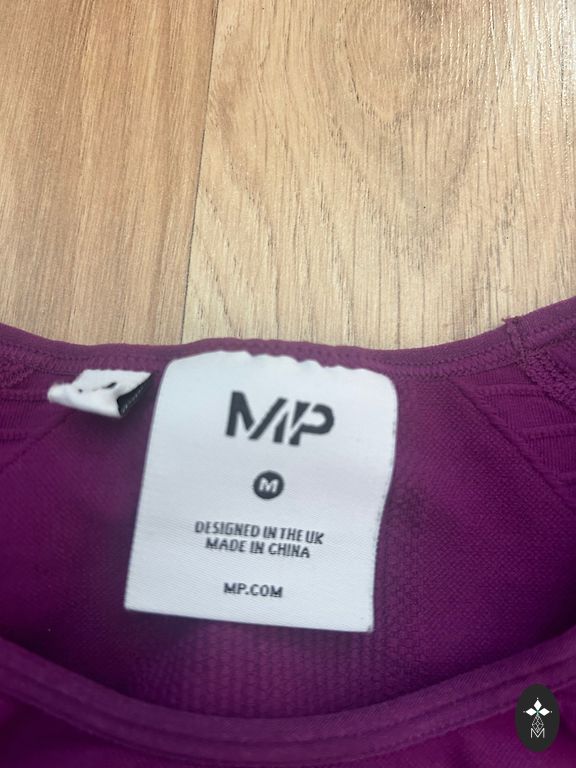 MP
M
DESIGNED IN THE UK
MADE IN CHINA
MP.COM
M